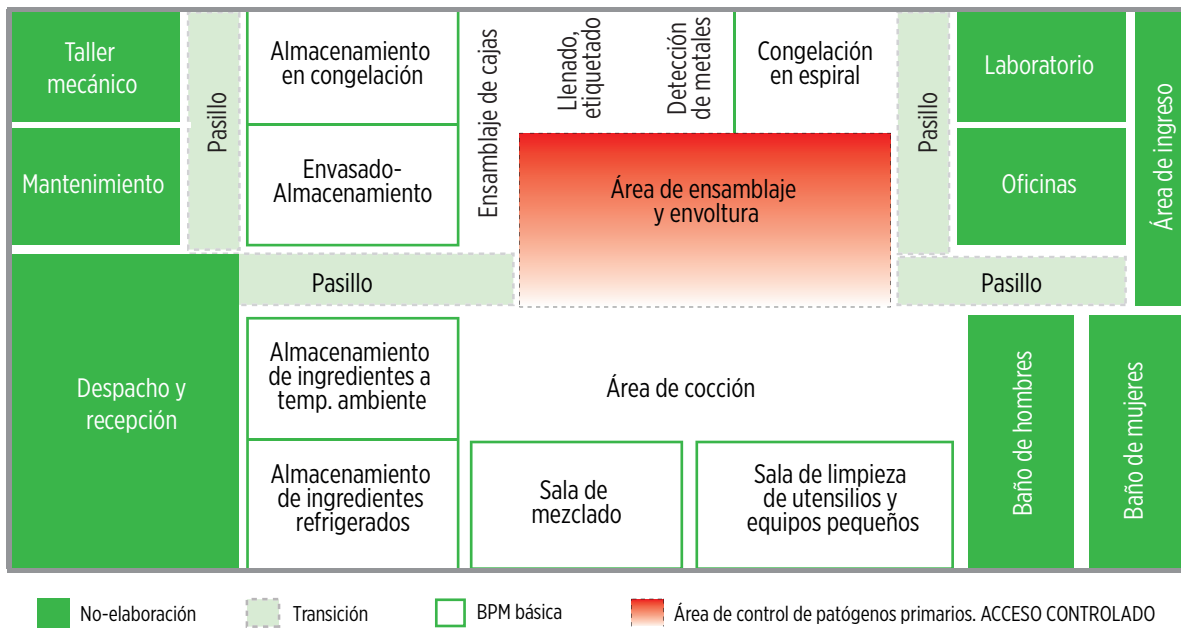 Taller
mecánico
Pasillo
Almacenamiento
en congelación
Ensamblaje de cajas
Llenado,
etiquetado
Detección
de metales
Congelación
en espiral
Pasillo
Laboratorio
Área de ingreso
Mantenimiento
Envasado-
Almacenamiento
Área de ensamblaje
y envoltura
Oficinas
Pasillo
Pasillo
Despacho y
recepción
Almacenamiento
de ingredientes a
temp. ambiente
Área de cocción
Baño de hombres
Baño de mujeres
Almacenamiento
de ingredientes
refrigerados
Sala de
mezclado
Sala de limpieza
de utensilios y
equipos pequeños
No-elaboración
Transición
BPM básica
Área de control de patógenos primarios. ACCESO CONTROLADO